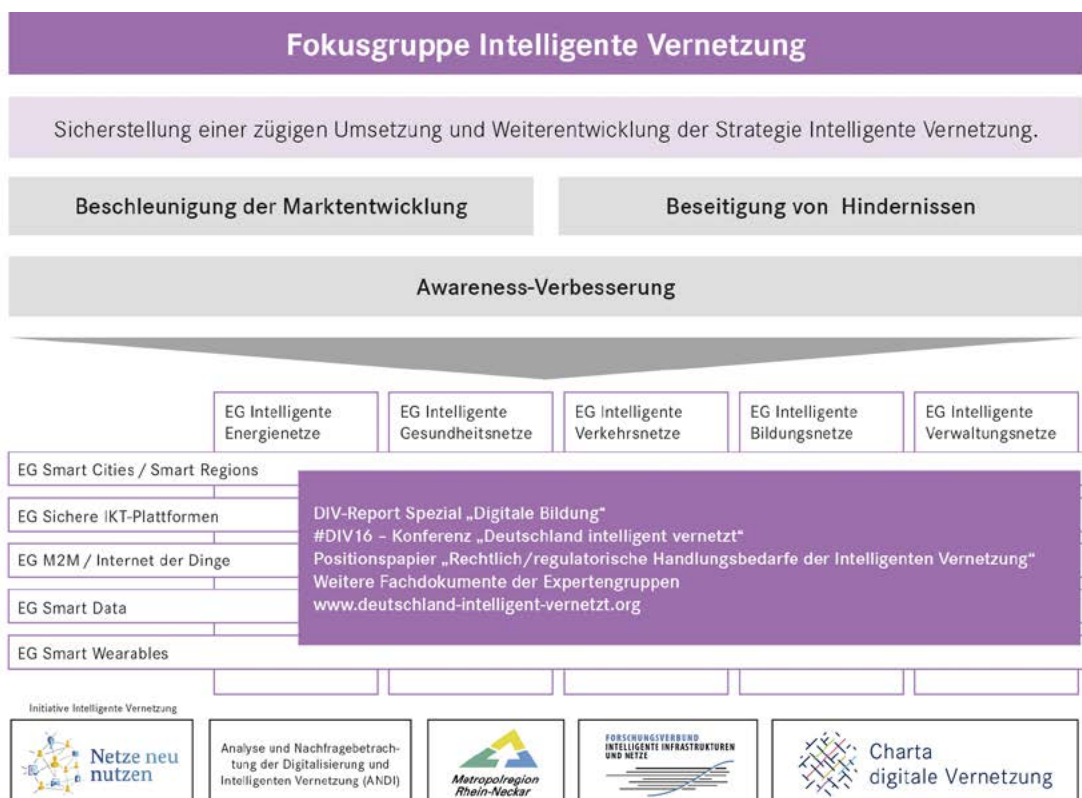 Fokusgruppe Intelligente Vernetzung
Sicherstellung einer zügigen Umsetzung und Weiterentwicklung der Strategie Intelligente Vernetzung.
Beschleunigung der Marktentwicklung
Beseitigung von Hindernissen
Awareness-Verbesserung
EG Intelligente
Energienetze
EG Intelligente
Gesundheitsnetze
EG Intelligente
Verkehrsnetze
EG Intelligente
Bildungsnetze
EG Intelligente
Verwaltungsnetze
EG Smart Cities / Smart Regions
EG Sichere IKT-Plattformen
EG M2M / Internet der Dinge
EG Smart Data
EG Smart Wearables
DIV-Report Spezial „Digitale Bildung“
#DIV16 – Konferenz „Deutschland intelligent vernetzt“
Positionspapier „Rechtlich/regulatorische Handlungsbedarfe der Intelligenten Vernetzung“
Weitere Fachdokumente der Expertengruppen
www.deutschland-intelligent-vernetzt.org
Initiative Intelligente Vernetzung
Netze neu
nutzen
Analyse und Nachfragebetrach-
tung der Digitalisierung und
Intelligenten Vernetzung (ANDI)
Metropolregion
Rhein-Neckar
FORSCHUNGSVERBUND
INTELLIGENTE INFRASTRUKTUREN
UND NETZE
Charta
digitale Vernetzung